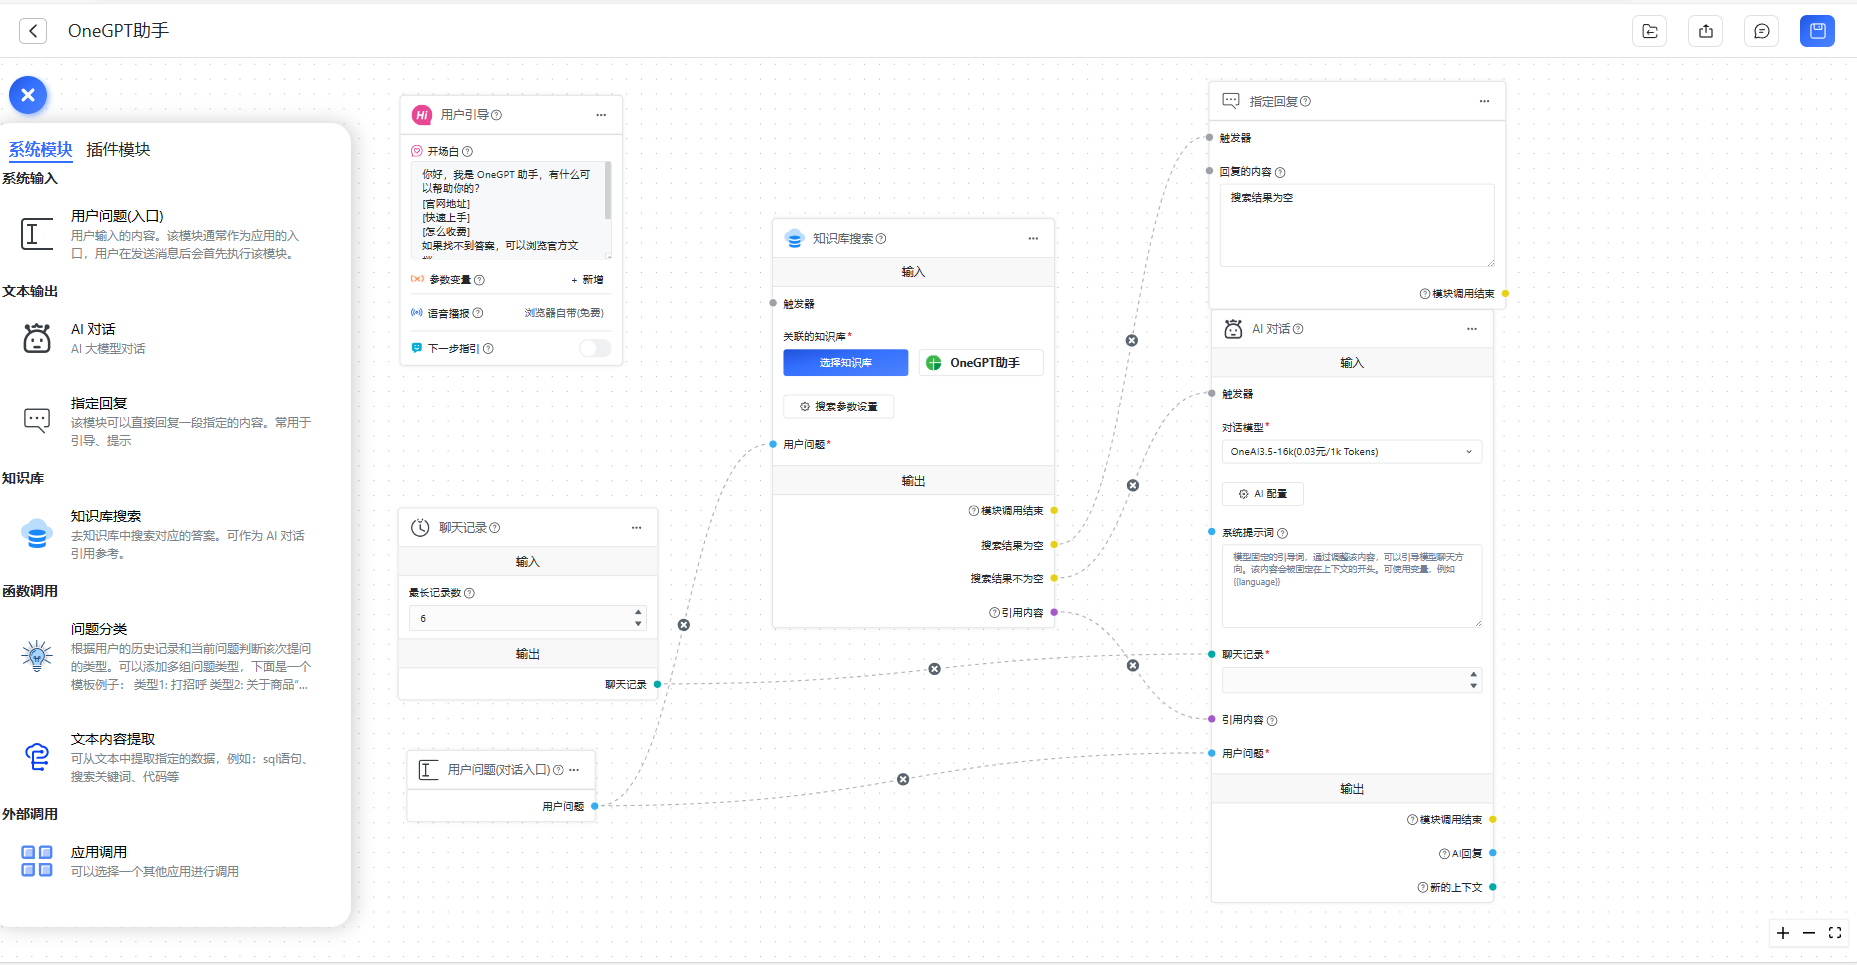 OneGPT助手
系统模块 插件模块
系统输入
用户问题(入口)
用户输入的内容。该模块通常作为应用的入
口，用户在发送消息后会首先执行该模块。
文本输出
AI 对话
AI 大模型对话
指定回复
该模块可以直接回复一段指定的内容。常用于
引导、提示
知识库
知识库搜索
去知识库中搜索对应的答案。可作为 AI 对话
引用参考。
函数调用
问题分类
根据用户的历史记录和当前问题判断该次提问
的类型。可以添加多组问题类型，下面是一个
模板例子： 类型1: 打招呼 类型2: 关于商品“...
文本内容提取
可从文本中提取指定的数据，例如：sql语句、
搜索关键词、代码等
外部调用
应用调用
可以选择一个其他应用进行调用
Hi 用户引导
开场白
你好，我是 OneGPT 助手，有什么可
以帮助你的?
[官网地址]
[快速上手]
[怎么收费]
如果找不到答案，可以浏览官方文
参数变量 + 新增
语音播报 浏览器自带(免费)
下一步指引
聊天记录
输入
最长记录数
6
输出
聊天记录
用户问题(对话入口)
用户问题
知识库搜索
输入
触发器
关联的知识库*
选择知识库 OneGPT助手
搜索参数设置
用户问题*
输出
模块调用结束
搜索结果为空
搜索结果不为空
引用内容
指定回复
触发器
回复的内容
搜索结果为空
模块调用结束
AI 对话
输入
触发器
对话模型*
OneAI3.5-16k(0.03元/1k Tokens)
AI 配置
系统提示词
模型固定的引导词，通过调整该内容，可以引导模型聊天方
向。该内容会被固定在上下文的开头。可使用变量，例如
{{language}}
聊天记录*
引用内容
用户问题*
输出
模块调用结束
AI回复
新的上下文